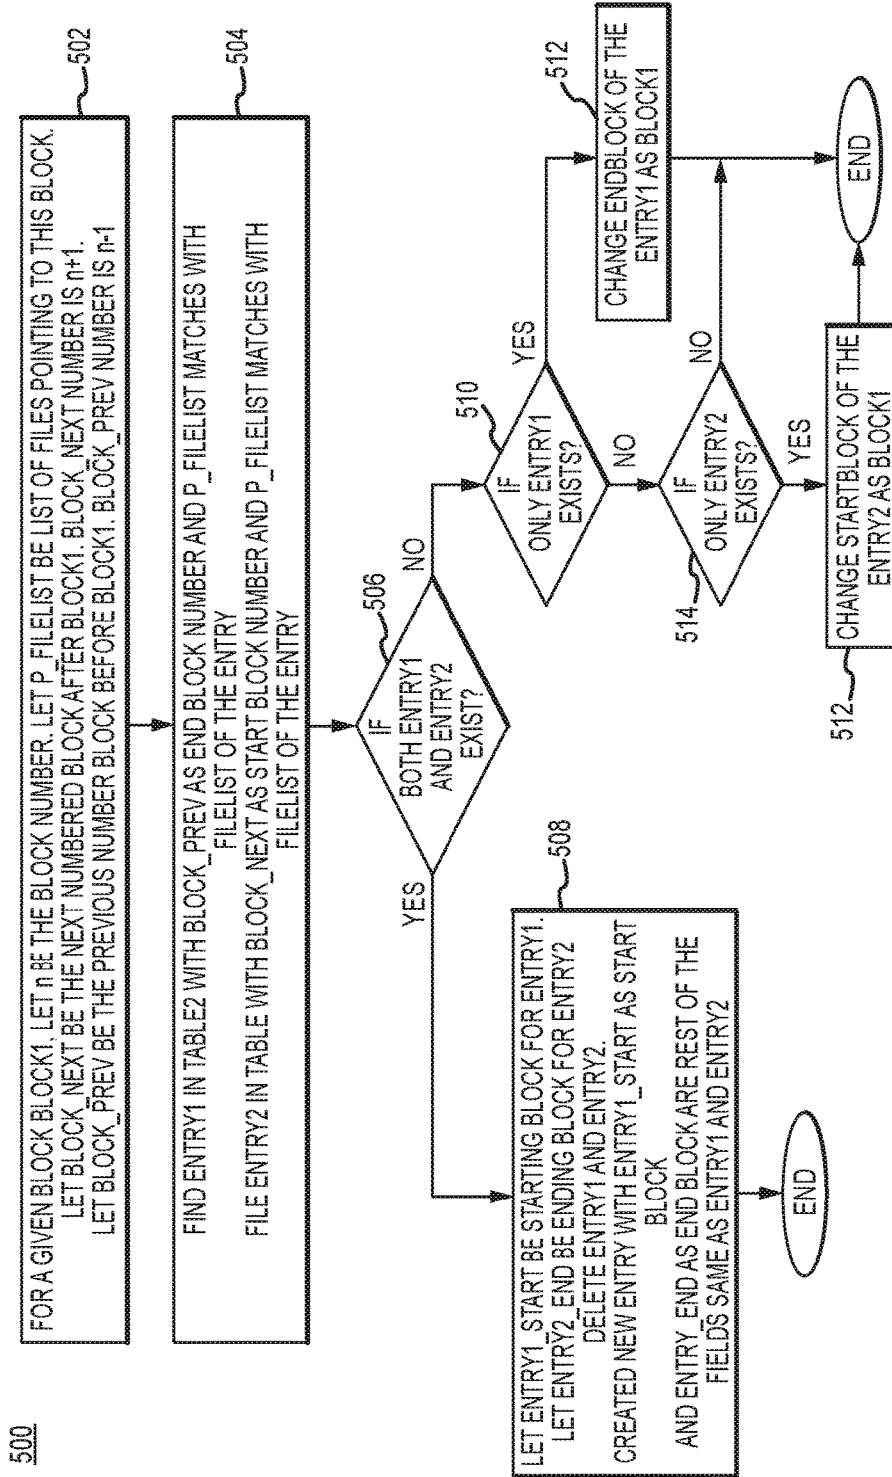 500
FOR A GIVEN BLOCK BLOCK1, LET n BE THE BLOCK NUMBER. LET P_FILELIST BE LIST OF FILES POINTING TO THIS BLOCK.
LET BLOCK_NEXT BE THE NEXT NUMBERED BLOCK AFTER BLOCK1. BLOCK_NEXT NUMBER IS n+1.
LET BLOCK_PREV BE THE PREVIOUS NUMBER BLOCK BEFORE BLOCK1. BLOCK_PREV NUMBER IS n-1
502
FIND ENTRY1 IN TABLE2 WITH BLOCK_PREV AS END BLOCK NUMBER AND P_FILELIST MATCHES WITH
FILELIST OF THE ENTRY
FILE ENTRY2 IN TABLE WITH BLOCK_NEXT AS START BLOCK NUMBER AND P_FILELIST MATCHES WITH
FILELIST OF THE ENTRY
504
IF
BOTH ENTRY1
AND ENTRY2
EXIST?
506
YES
NO
LET ENTRY1_START BE STARTING BLOCK FOR ENTRY1.
LET ENTRY2_END BE ENDING BLOCK FOR ENTRY2
DELETE ENTRY1 AND ENTRY2.
CREATED NEW ENTRY WITH ENTRY1_START AS START
BLOCK
AND ENTRY_END AS END BLOCK ARE REST OF THE
FIELDS SAME AS ENTRY1 AND ENTRY2
508
END
IF
ONLY ENTRY1
EXISTS?
510
YES
NO
CHANGE ENDBLOCK OF THE
ENTRY1 AS BLOCK1
512
IF
ONLY ENTRY2
EXISTS?
514
NO
YES
CHANGE STARTBLOCK OF THE
ENTRY2 AS BLOCK1
512
END